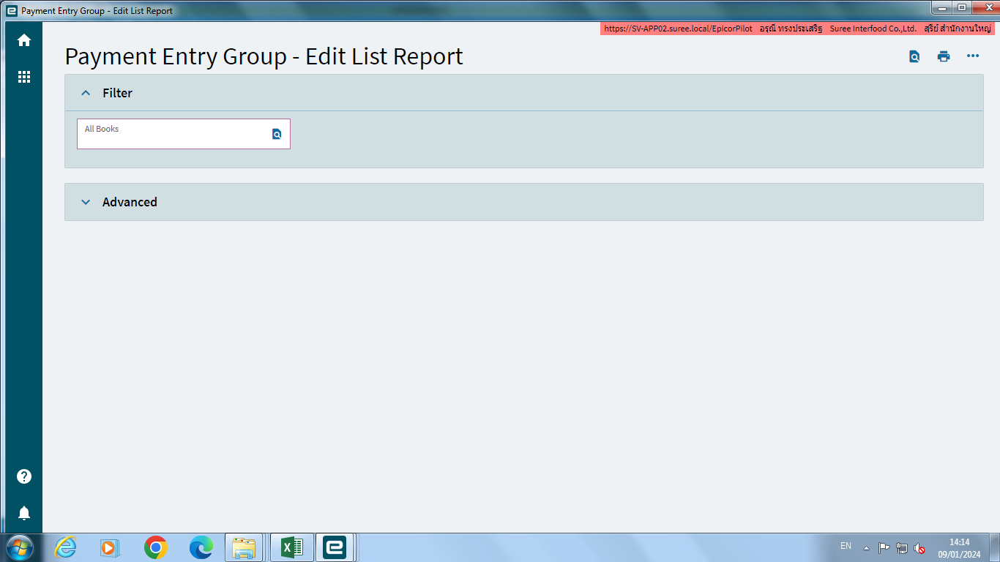 Payment Entry Group - Edit List Report
https://SV-APP02.suree.local/EpicorPilot อรุณี ทรงประเสริฐ Suree Interfood Co.,Ltd. สุรีย์ สำนักงานใหญ่
Payment Entry Group - Edit List Report
Filter
All Books
Advanced
EN
14:14
09/01/2024